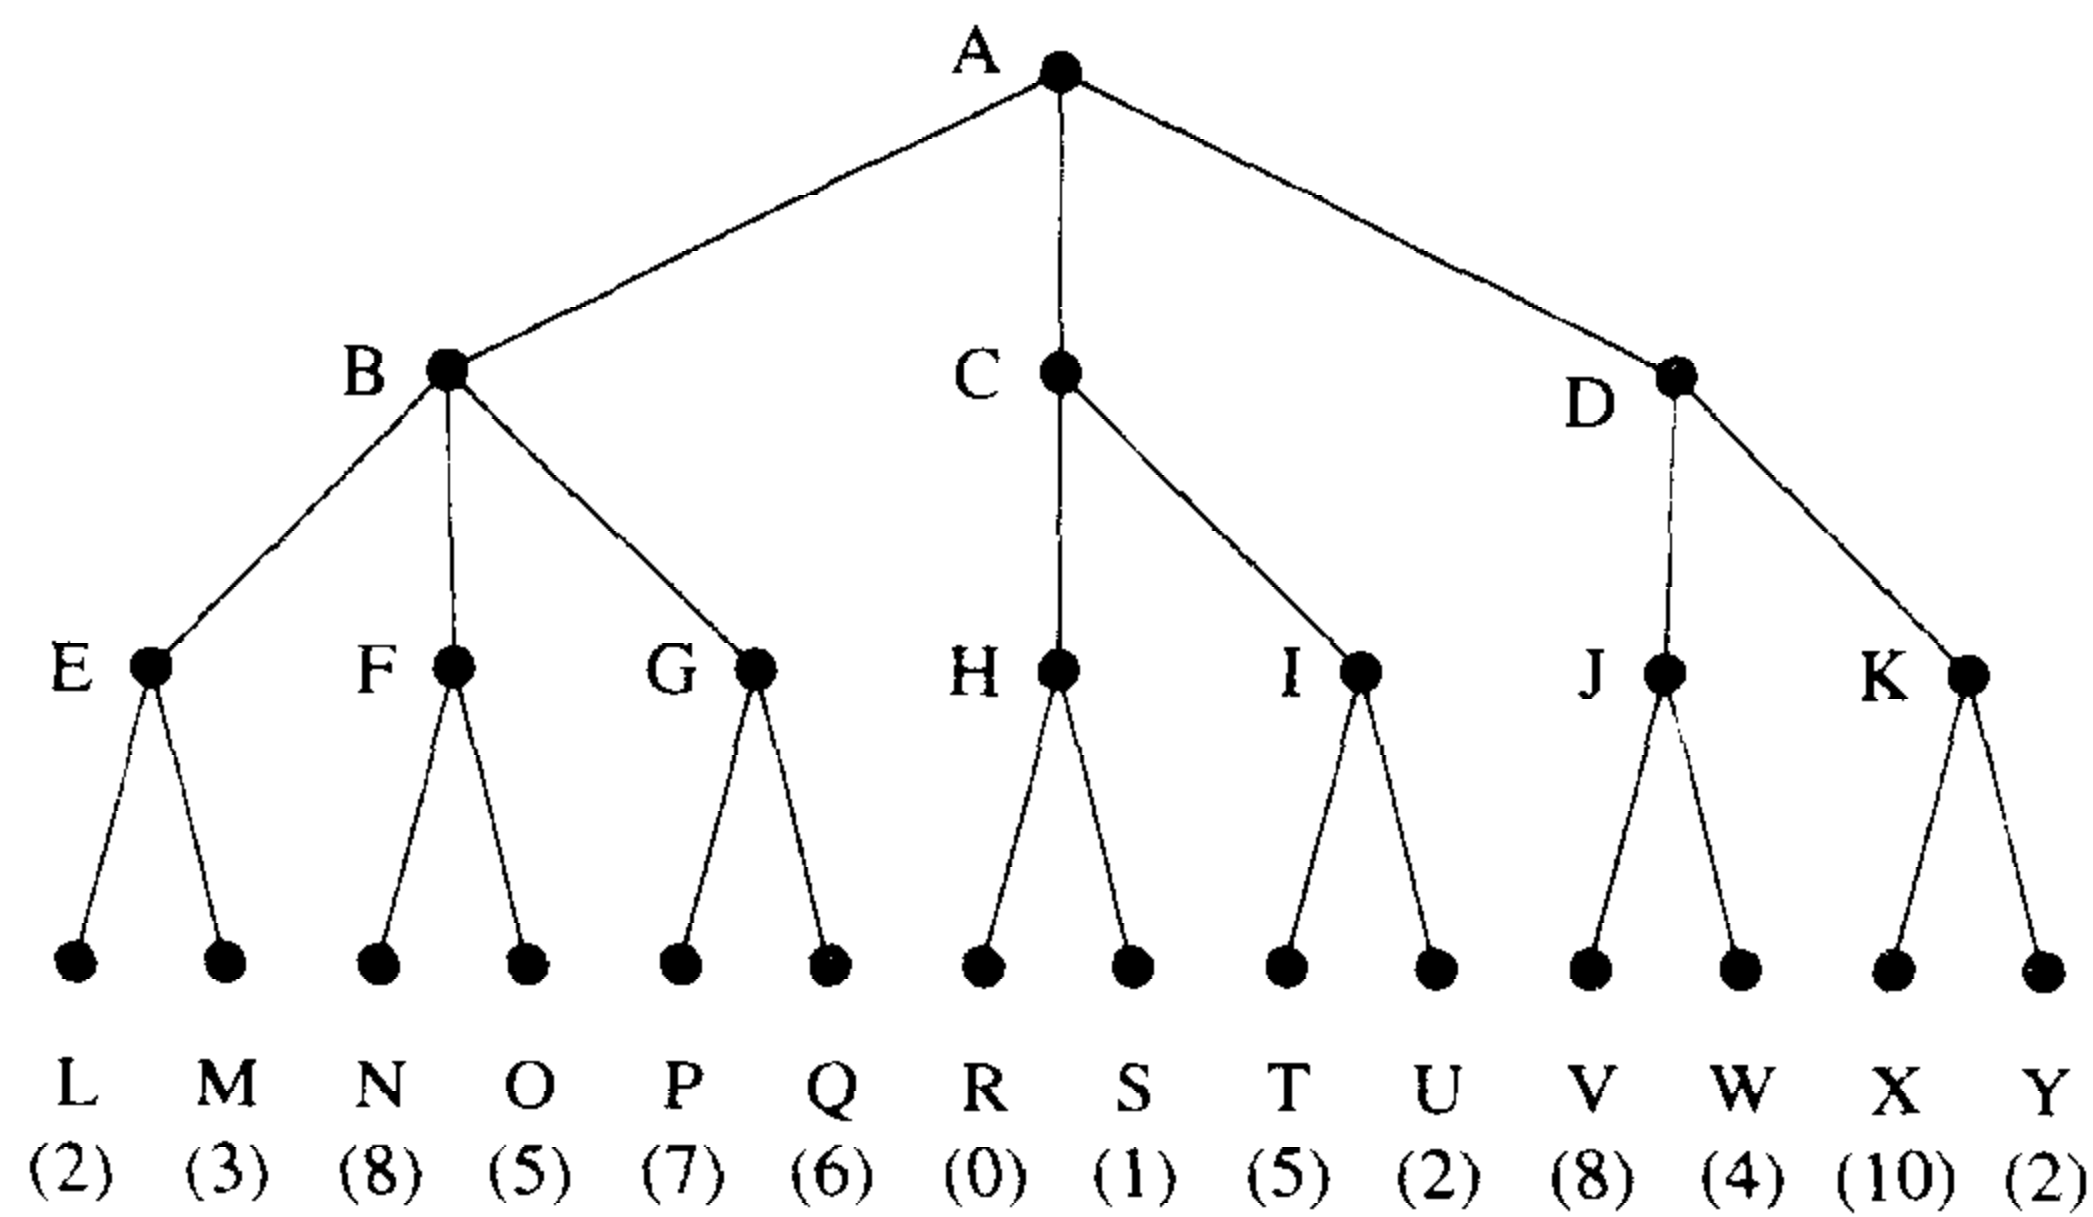 A
B C D
E F G H I J K
L M N O P Q R S T U V W X Y
(2) (3) (8) (5) (7) (6) (0) (1) (5) (2) (8) (4) (10) (2)